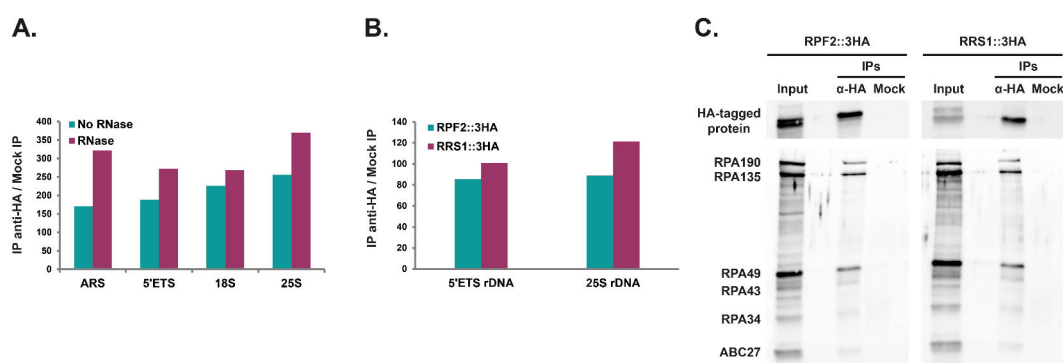 A.
IP anti-HA / Mock IP
400
350
300
250
200
150
100
50
0
No RNase
RNase
ARS 5'ETS 18S 25S
B.
IP anti-HA / Mock IP
140
120
100
80
60
40
20
0
RPF2::3HA
RRS1::3HA
5'ETS rDNA 25S rDNA
C.
RPF2::3HA RRS1::3HA
IPs IPs
Input α-HA Mock Input α-HA Mock
HA-tagged
protein
RPA190
RPA135
RPA49
RPA43
RPA34
ABC27